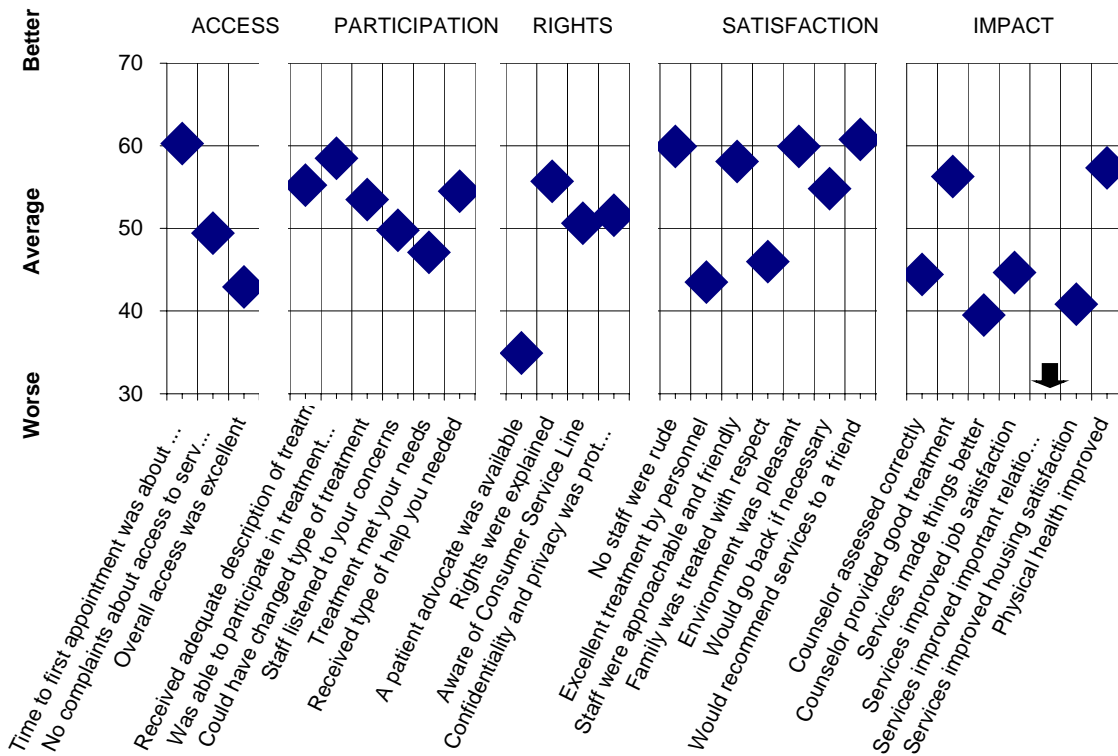 ACCESS PARTICIPATION RIGHTS SATISFACTION IMPACT
Better
Average
Worse
70
60
50
40
30
Time to first appointment was about ...
No complaints about access to serv...
Overall access was excellent
Received adequate description of treatm
Was able to participate in treatment...
Could have changed type of treatment
Staff listened to your concerns
Treatment met your needs
Received type of help you needed
A patient advocate was available
Rights were explained
Aware of Consumer Service Line
Confidentiality and privacy was prot...
No staff were rude
Excellent treatment by personnel
Staff were approachable and friendly
Family was treated with respect
Environment was pleasant
Would go back if necessary
Would recommend services to a friend
Counselor assessed correctly
Counselor provided good treatment
Services made things better
Services improved job satisfaction
Services improved important relatio...
Services improved housing satisfaction
Physical health improved